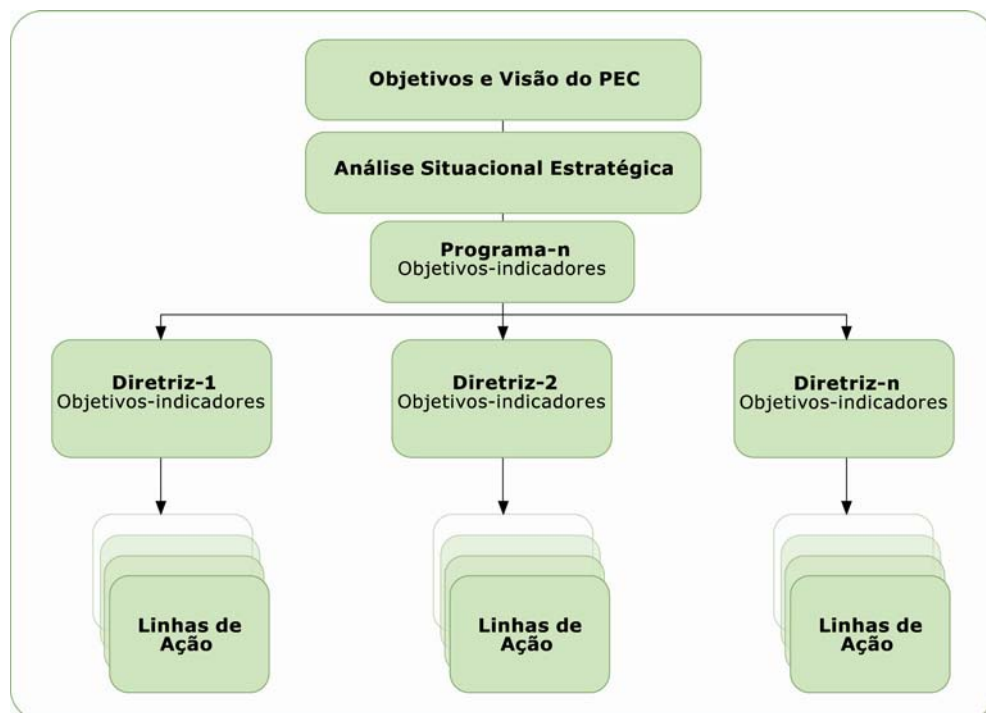 Objetivos e Visão do PEC
Análise Situacional Estratégica
Programa-n
Objetivos-indicadores
Diretriz-1
Objetivos-indicadores
Diretriz-2
Objetivos-indicadores
Diretriz-n
Objetivos-indicadores
Linhas de
Ação
Linhas de
Ação
Linhas de
Ação